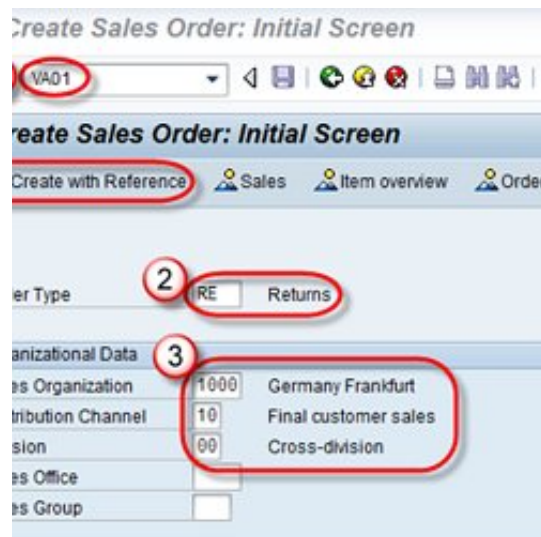 Create Sales Order: Initial Screen
VA01
reate Sales Order: Initial Screen
Create with Reference Sales Item overview Orde
er Type 2 RE Returns
anizational Data 3
es Organization 1000 Germany Frankfurt
tribution Channel 10 Final customer sales
sion 00 Cross-division
es Office
es Group